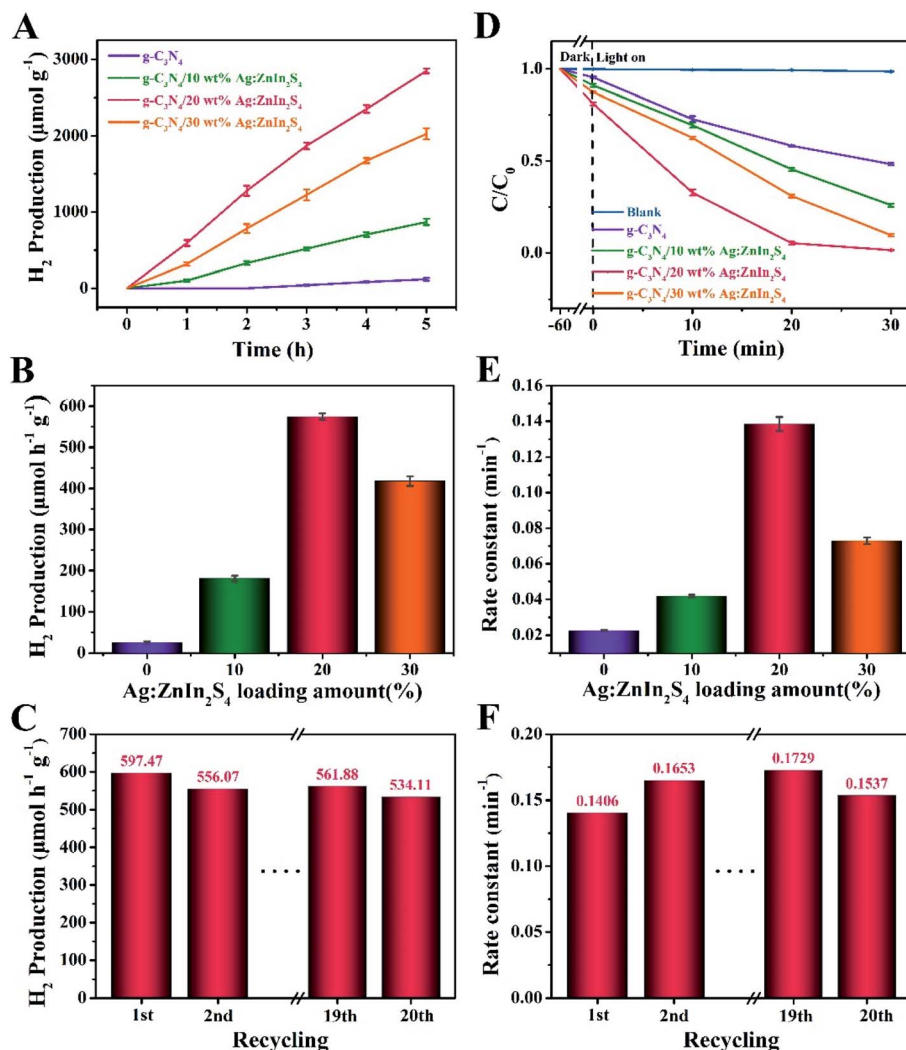 A
H₂ Production (μmol g⁻¹)
3000
2000
1000
0
g-C₃N₄
g-C₃N₄/10 wt% Ag:ZnIn₂S₄
g-C₃N₄/20 wt% Ag:ZnIn₂S₄
g-C₃N₄/30 wt% Ag:ZnIn₂S₄
0 1 2 3 4 5
Time (h)
D
Dark Light on
C/C₀
1.0
0.5
0.0
Blank
g-C₃N₄
g-C₃N₄/10 wt% Ag:ZnIn₂S₄
g-C₃N₄/20 wt% Ag:ZnIn₂S₄
g-C₃N₄/30 wt% Ag:ZnIn₂S₄
-60 0 10 20 30
Time (min)
B
H₂ Production (μmol h⁻¹ g⁻¹)
600
500
400
300
200
100
0
0 10 20 30
Ag:ZnIn₂S₄ loading amount(%)
E
Rate constant (min⁻¹)
0.16
0.14
0.12
0.10
0.08
0.06
0.04
0.02
0 10 20 30
Ag:ZnIn₂S₄ loading amount(%)
C
H₂ Production (μmol h⁻¹ g⁻¹)
700
600
500
400
300
200
100
0
597.47 556.07 561.88 534.11
.....
1st 2nd 19th 20th
Recycling
F
Rate constant (min⁻¹)
0.20
0.15
0.10
0.05
0.00
0.1406 0.1653 0.1729 0.1537
.....
1st 2nd 19th 20th
Recycling